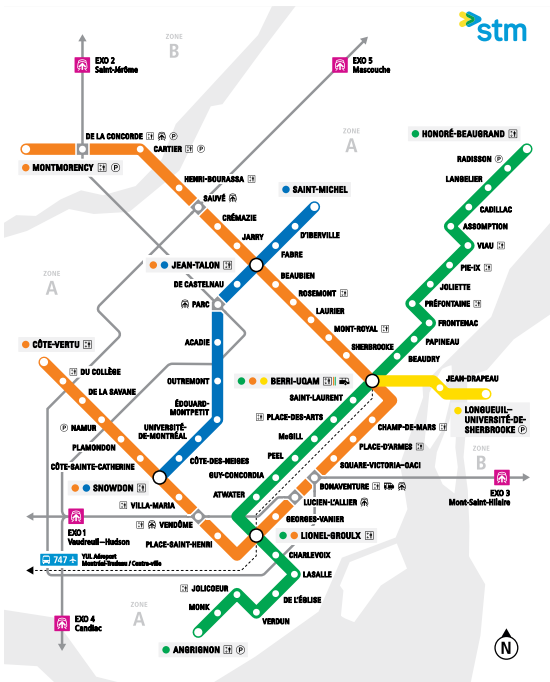 stm
ZONE
B
EXO 2
Saint-Jérôme
EXO 5
Mascouche
ZONE
A
DE LA CONCORDE P
CARTIER P
MONTMORENCY P
HONORÉ-BEAUGRAND
RADISSON P
LANGELIER
CADILLAC
ASSOMPTION
VIAU
PIE-IX
JOLIETTE
PRÉFONTAINE
FRONTENAC
PAPINEAU
BEAUDRY
HENRI-BOURASSA
SAUVÉ
CRÉMAZIE
JARRY
SAINT-MICHEL
D'IBERVILLE
FABRE
JEAN-TALON
BEAUBIEN
DE CASTELNAU
ROSEMONT
PARC
LAURIER
MONT-ROYAL
ACADIE
SHERBROOKE
ZONE
A
CÔTE-VERTU
DU COLLÈGE
DE LA SAVANE
P NAMUR
PLAMONDON
CÔTE-SAINTE-CATHERINE
OUTREMONT
ÉDOUARD-
MONTPETIT
UNIVERSITÉ-
DE-MONTRÉAL
CÔTE-DES-NEIGES
SNOWDON
BERRI-UQAM
JEAN-DRAPEAU
LONGUEUIL–
UNIVERSITÉ-DE-
SHERBROOKE P
SAINT-LAURENT
PLACE-DES-ARTS
McGILL
PEEL
GUY-CONCORDIA
ATWATER
CHAMP-DE-MARS
PLACE-D'ARMES
SQUARE-VICTORIA–OACI
BONAVENTURE
LUCIEN-L'ALLIER
GEORGES-VANIER
ZONE
B
EXO 3
Mont-Saint-Hilaire
VILLA-MARIA
VENDÔME
PLACE-SAINT-HENRI
LIONEL-GROULX
EXO 1
Vaudreuil–Hudson
747
YUL Aéroport
Montréal-Trudeau / Centre-ville
CHARLEVOIX
LASALLE
DE L'ÉGLISE
VERDUN
JOLICOEUR
MONK
ANGRIGNON P
EXO 4
Candiac
ZONE
A
N